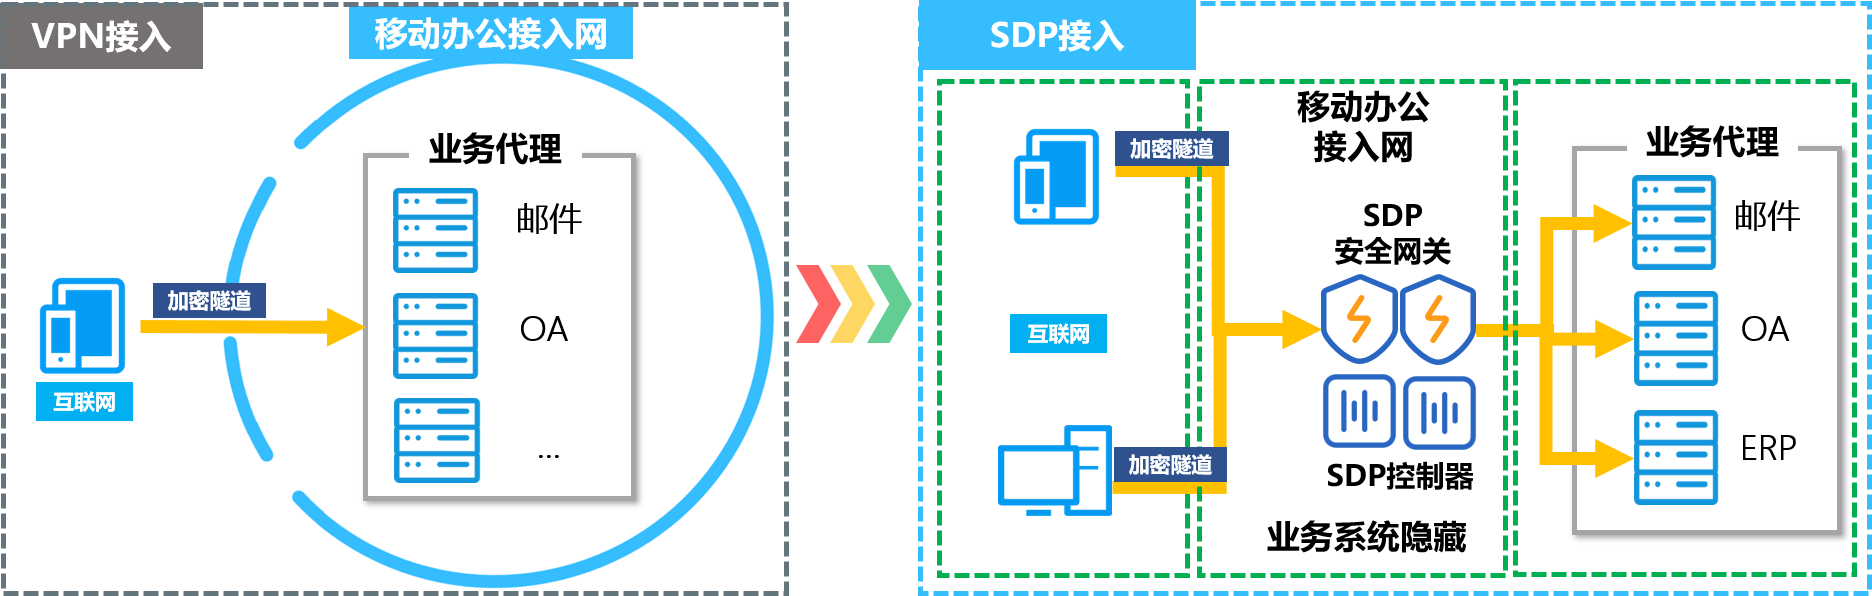 VPN接入
移动办公接入网
业务代理
邮件
OA
...
加密隧道
互联网
SDP接入
加密隧道
互联网
加密隧道
移动办公
接入网
SDP
安全网关
SDP控制器
业务系统隐藏
业务代理
邮件
OA
ERP